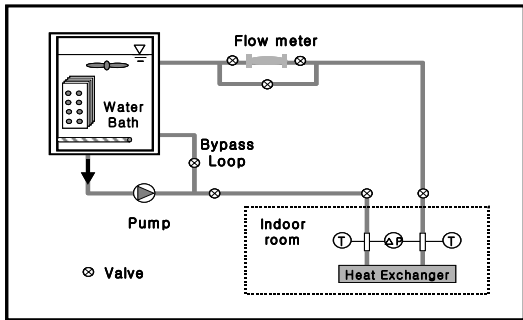 Flow meter
Water
Bath
Bypass
Loop
Pump
Indoor
room
T
ΔP
T
Valve
Heat Exchanger